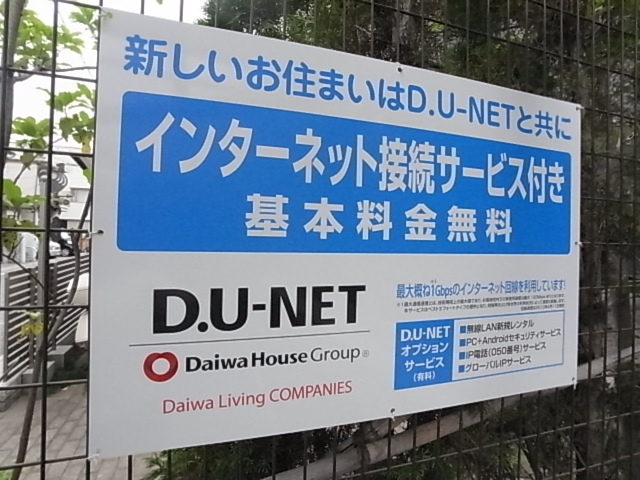 新しいお住まいはD.U-NETと共に
インターネット接続サービス付き
基本料金無料
最大概ね1Gbpsのインターネット回線を利用しています!
D.U-NET
Daiwa House Group®
Daiwa Living COMPANIES
D.U-NET
オプション
サービス
(有料)
■無線LAN新規レンタル
■PC+Androidセキュリティサービス
■IP電話(050番号)サービス
■グローバルIPサービス